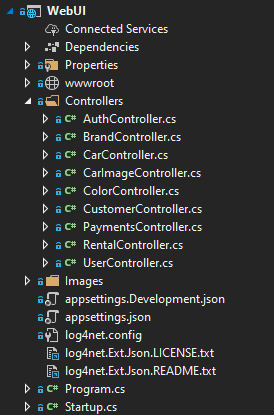 WebUI
Connected Services
Dependencies
Properties
wwwroot
Controllers
C# AuthController.cs
C# BrandController.cs
C# CarController.cs
C# CarImageController.cs
C# ColorController.cs
C# CustomerController.cs
C# PaymentsController.cs
C# RentalController.cs
C# UserController.cs
Images
appsettings.Development.json
appsettings.json
log4net.config
log4net.Ext.Json.LICENSE.txt
log4net.Ext.Json.README.txt
C# Program.cs
C# Startup.cs